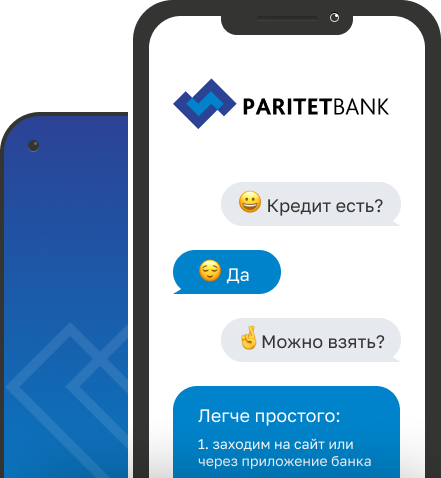 PARITETBANK
😀 Кредит есть?
😌 Да
🤞Можно взять?
Легче простого:
1. заходим на сайт или
через приложение банка